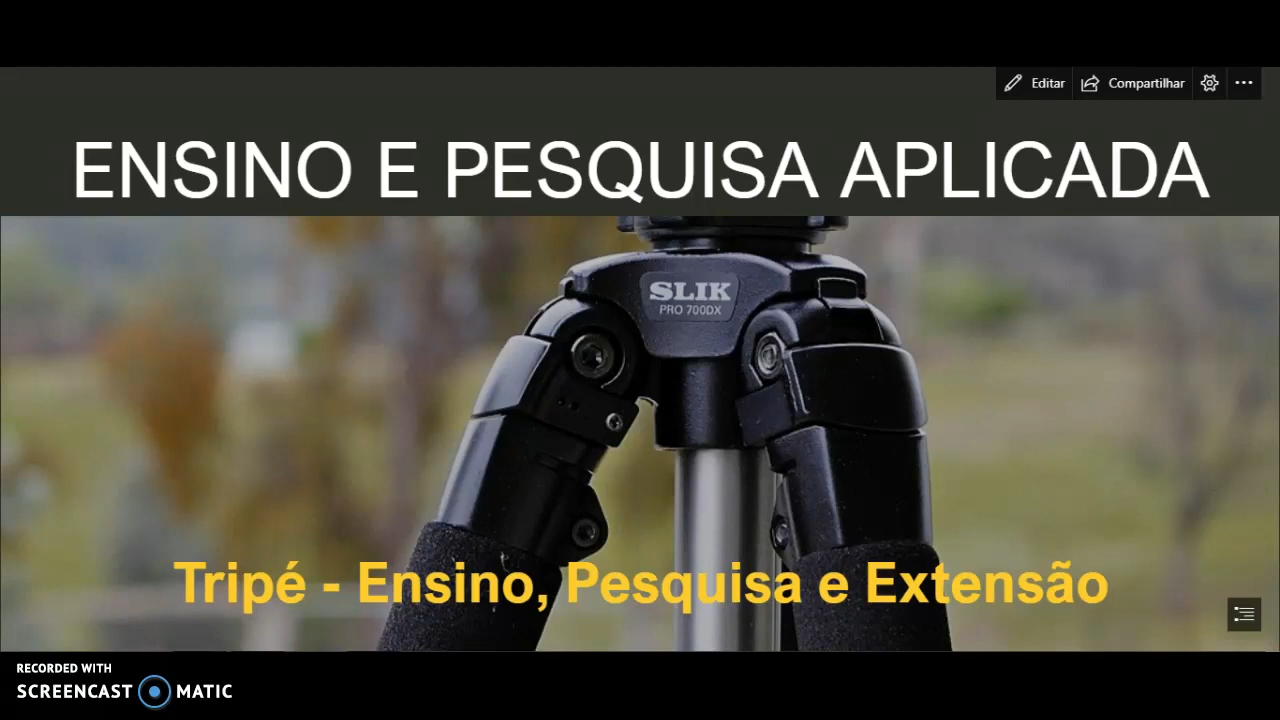 Editar Compartilhar
ENSINO E PESQUISA APLICADA
SLIK
PRO 700DX
Tripé - Ensino, Pesquisa e Extensão
RECORDED WITH
SCREENCAST MATIC